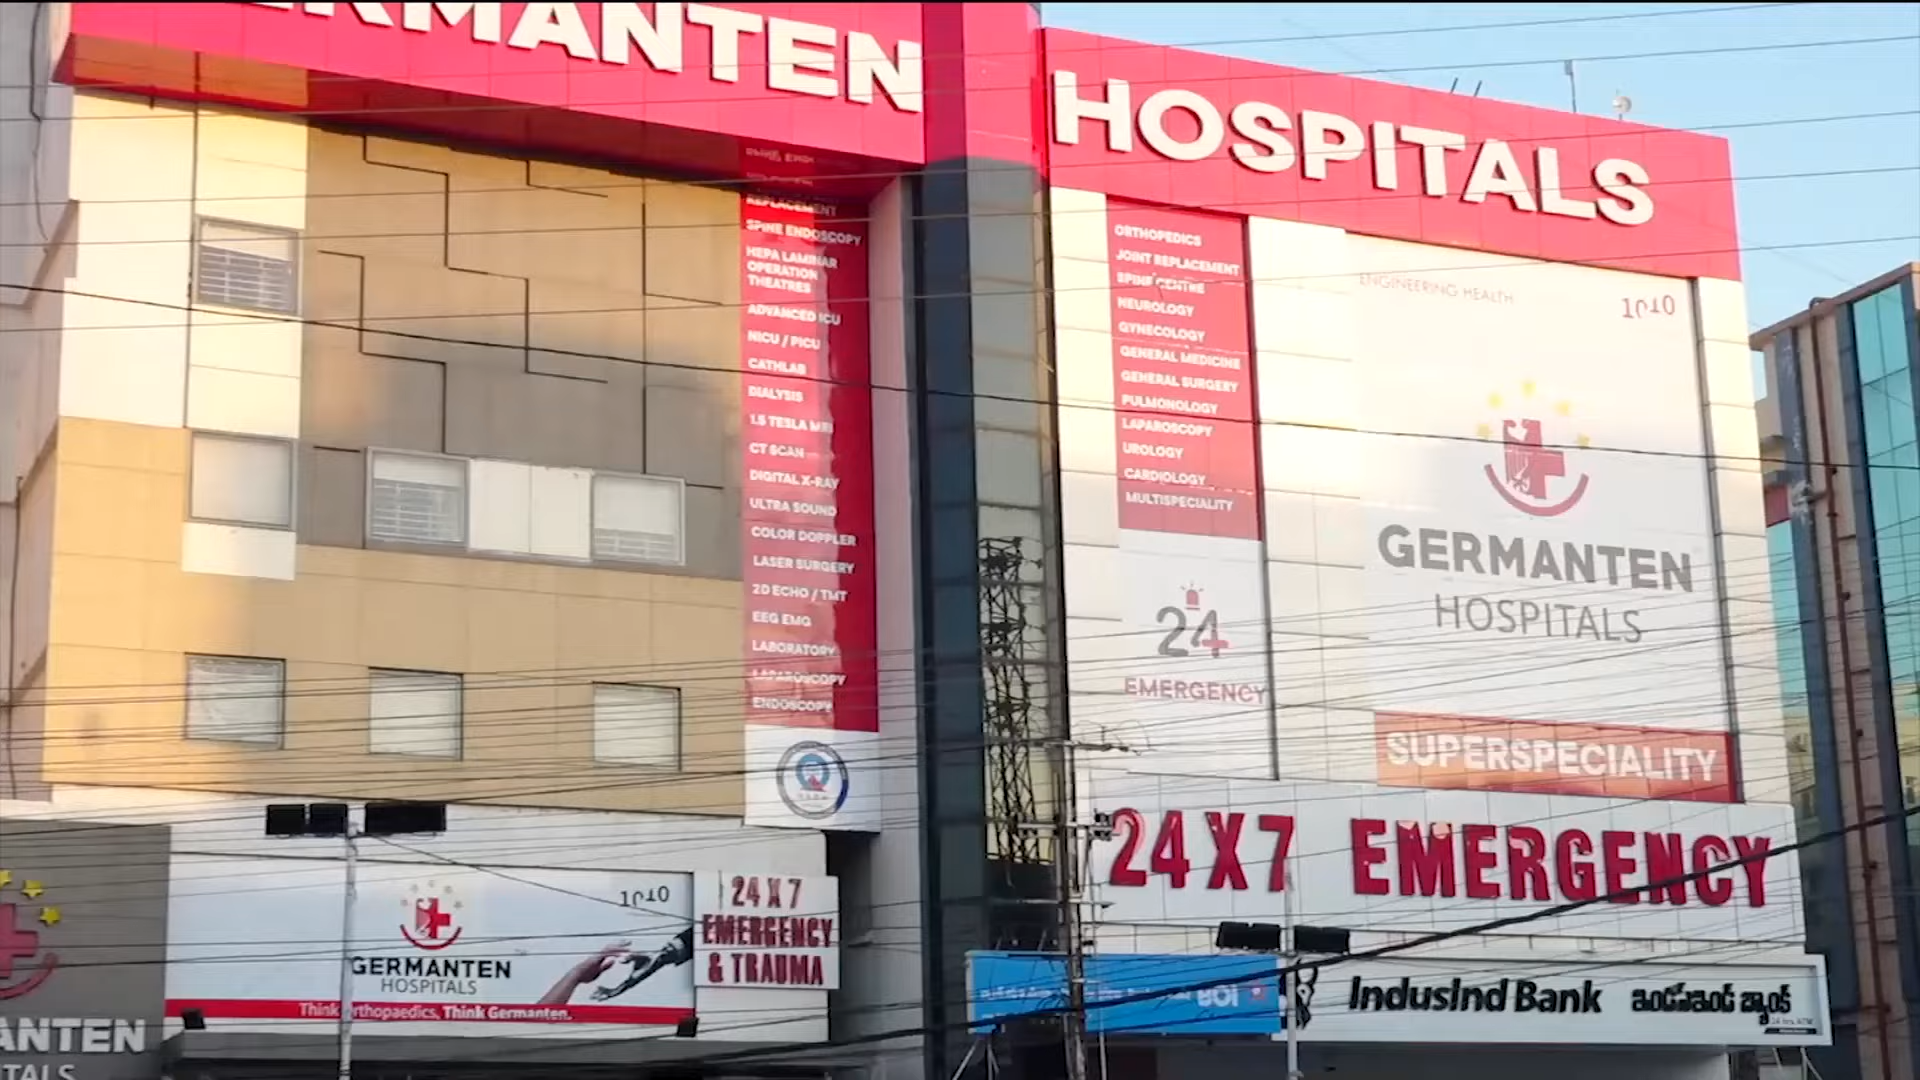 ERMANTEN
HOSPITALS
REPLACEMENT
SPINE ENDOSCOPY
HEPA LAMINAR
OPERATION
THEATRES
ADVANCED ICU
NICU / PICU
CATHLAB
DIALYSIS
1.5 TESLA MRI
CT SCAN
DIGITAL X-RAY
ULTRA SOUND
COLOR DOPPLER
LASER SURGERY
2D ECHO / TMT
EEG EMG
LABORATORY
LAPAROSCOPY
ENDOSCOPY
ORTHOPEDICS
JOINT REPLACEMENT
SPINE CENTRE
NEUROLOGY
GYNECOLOGY
GENERAL MEDICINE
GENERAL SURGERY
PULMONOLOGY
LAPAROSCOPY
UROLOGY
CARDIOLOGY
MULTISPECIALITY
24
EMERGENCY
ENGINEERING HEALTH
1010
GERMANTEN
HOSPITALS
SUPERSPECIALITY
24X7 EMERGENCY
1010
GERMANTEN
HOSPITALS
Think Orthopaedics, Think Germanten.
24 X 7
EMERGENCY
& TRAUMA
ANTEN
TALS
BOI
IndusInd Bank ఇండస్ఇండ్ బ్యాంక్